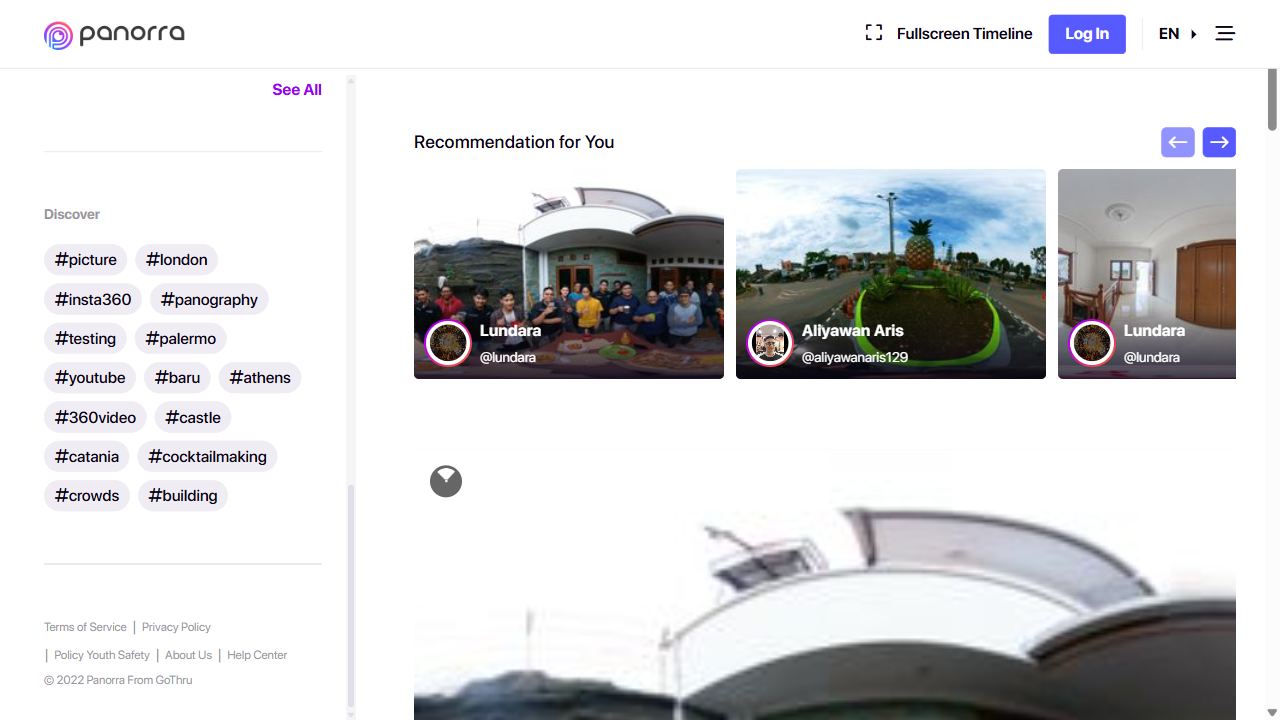 panorra
Fullscreen Timeline
Log In
EN
See All
Discover
#picture #london
#insta360 #panography
#testing #palermo
#youtube #baru #athens
#360video #castle
#catania #cocktailmaking
#crowds #building
Terms of Service | Privacy Policy
| Policy Youth Safety | About Us | Help Center
© 2022 Panorra From GoThru
Recommendation for You
Lundara
@lundara
Aliyawan Aris
@aliyawanaris129
Lundara
@lundara